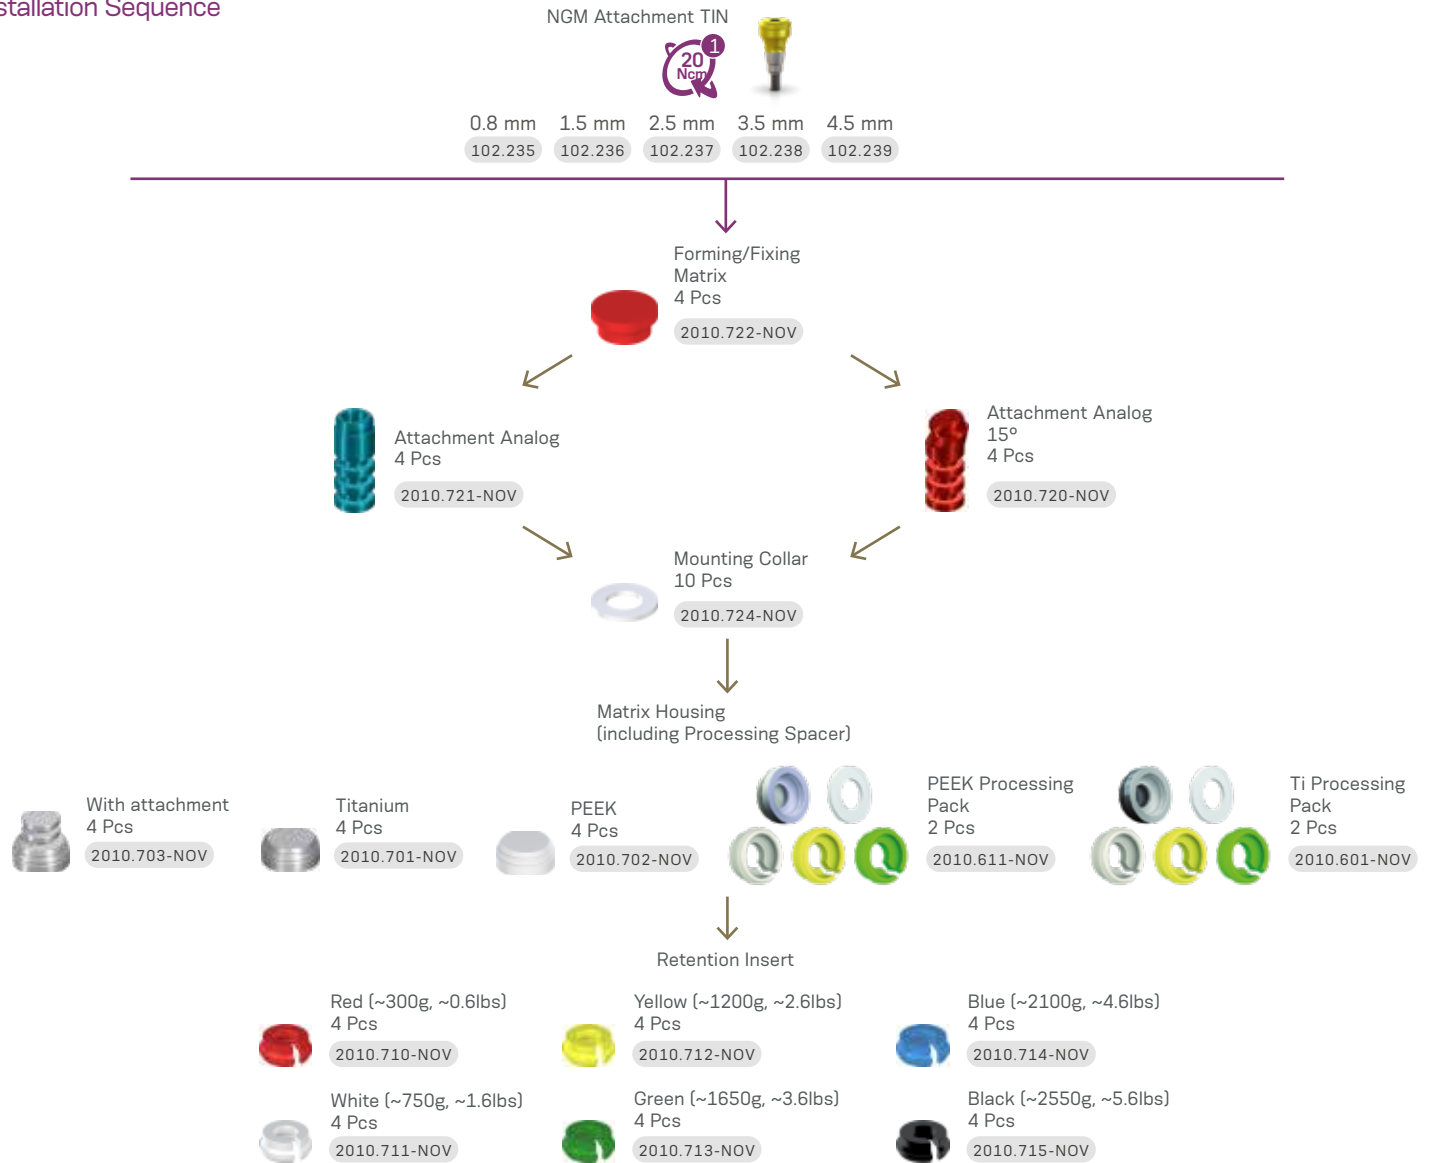 stallation Sequence
NGM Attachment TIN
1
20
Ncm
0.8 mm 1.5 mm 2.5 mm 3.5 mm 4.5 mm
102.235 102.236 102.237 102.238 102.239
Forming/Fixing
Matrix
4 Pcs
2010.722-NOV
Attachment Analog
4 Pcs
2010.721-NOV
Attachment Analog
15°
4 Pcs
2010.720-NOV
Mounting Collar
10 Pcs
2010.724-NOV
Matrix Housing
(including Processing Spacer)
With attachment
4 Pcs
2010.703-NOV
Titanium
4 Pcs
2010.701-NOV
PEEK
4 Pcs
2010.702-NOV
PEEK Processing
Pack
2 Pcs
2010.611-NOV
Ti Processing
Pack
2 Pcs
2010.601-NOV
Retention Insert
Red (~300g, ~0.6lbs)
4 Pcs
2010.710-NOV
Yellow (~1200g, ~2.6lbs)
4 Pcs
2010.712-NOV
Blue (~2100g, ~4.6lbs)
4 Pcs
2010.714-NOV
White (~750g, ~1.6lbs)
4 Pcs
2010.711-NOV
Green (~1650g, ~3.6lbs)
4 Pcs
2010.713-NOV
Black (~2550g, ~5.6lbs)
4 Pcs
2010.715-NOV